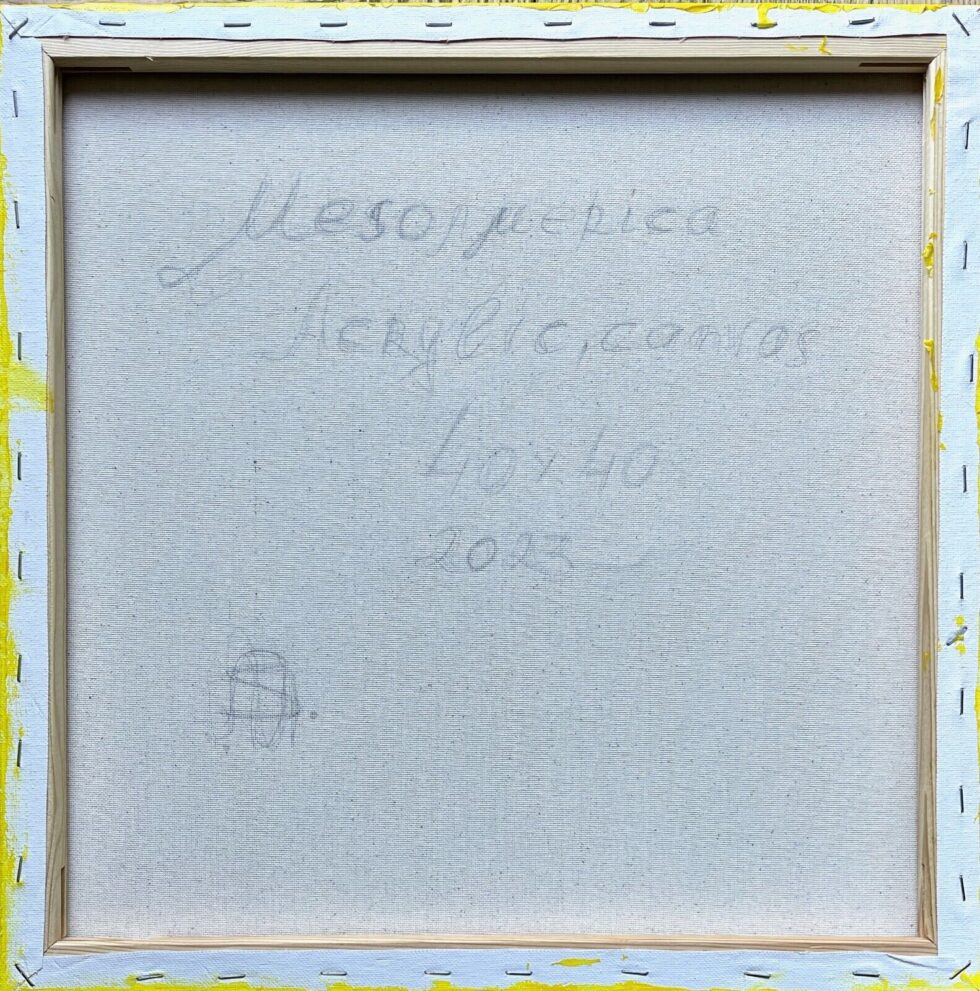 Mesoamerica
Acrylic, canvas
40x40
2023